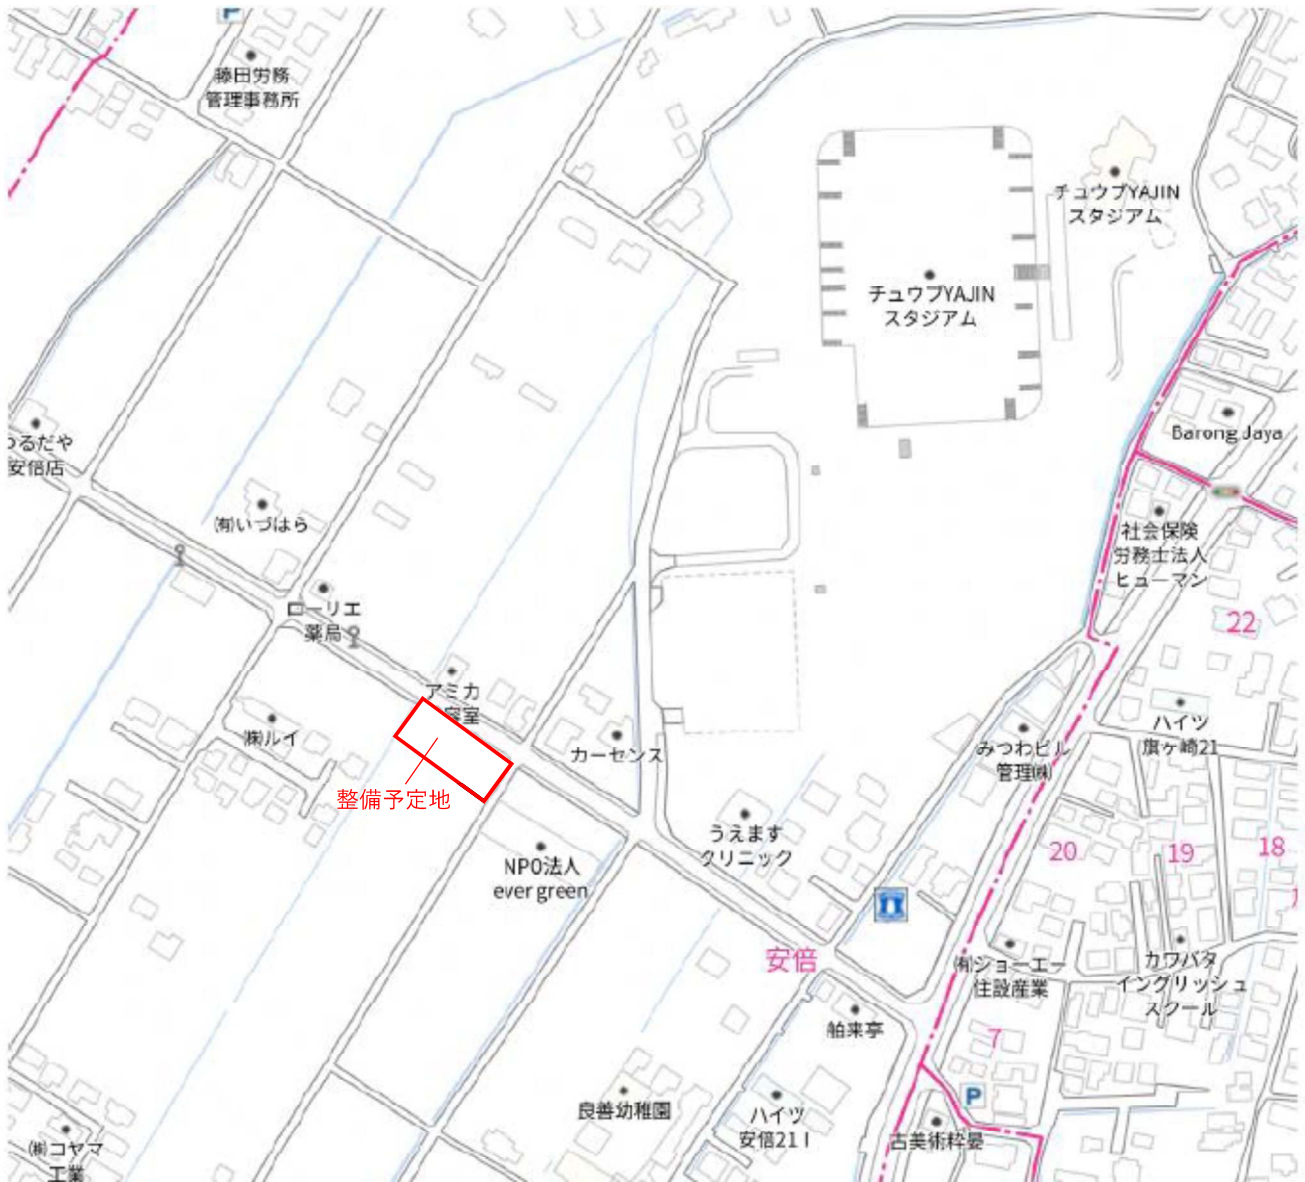 P
藤田労務
管理事務所
チュウブYAJIN
スタジアム
チュウブYAJIN
スタジアム
Barong Jaya
るだや
安倍店
㈲いづはら
社会保険
労務士法人
ヒューマン
ローリエ
薬局
22
アミカ
容室
ハイツ
旗ヶ崎21
㈱ルイ
カーセンス
みつわビル
管理㈱
整備予定地
うえます
クリニック
20
19
18
NPO法人
ever green
安倍
㈲ショーエー
住設産業
カワバタ
イングリッシュ
スクール
舶来亭
7
P
良善幼稚園
ハイツ
安倍21Ⅰ
㈱コヤマ
工業